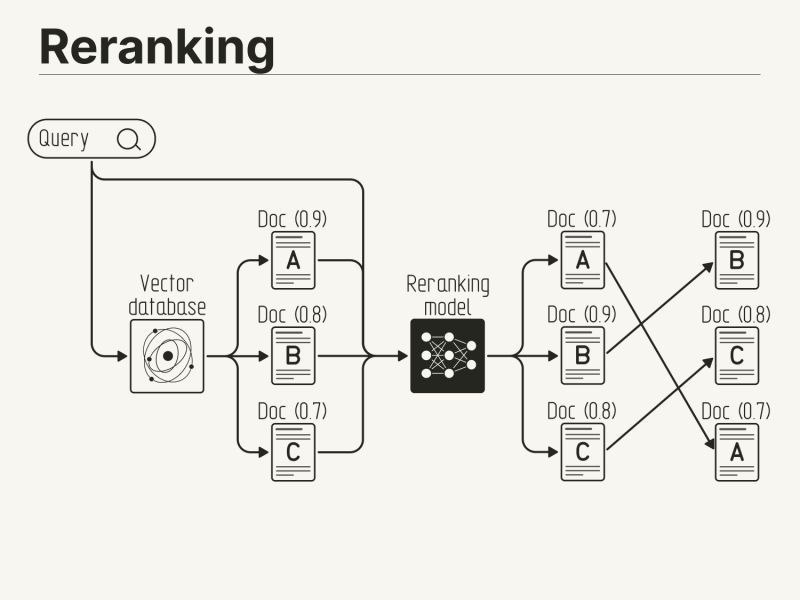 Reranking
Query
Vector
database
Doc (0.9)
A
Doc (0.8)
B
Doc (0.7)
C
Reranking
model
Doc (0.7)
A
Doc (0.9)
B
Doc (0.8)
C
Doc (0.9)
B
Doc (0.8)
C
Doc (0.7)
A